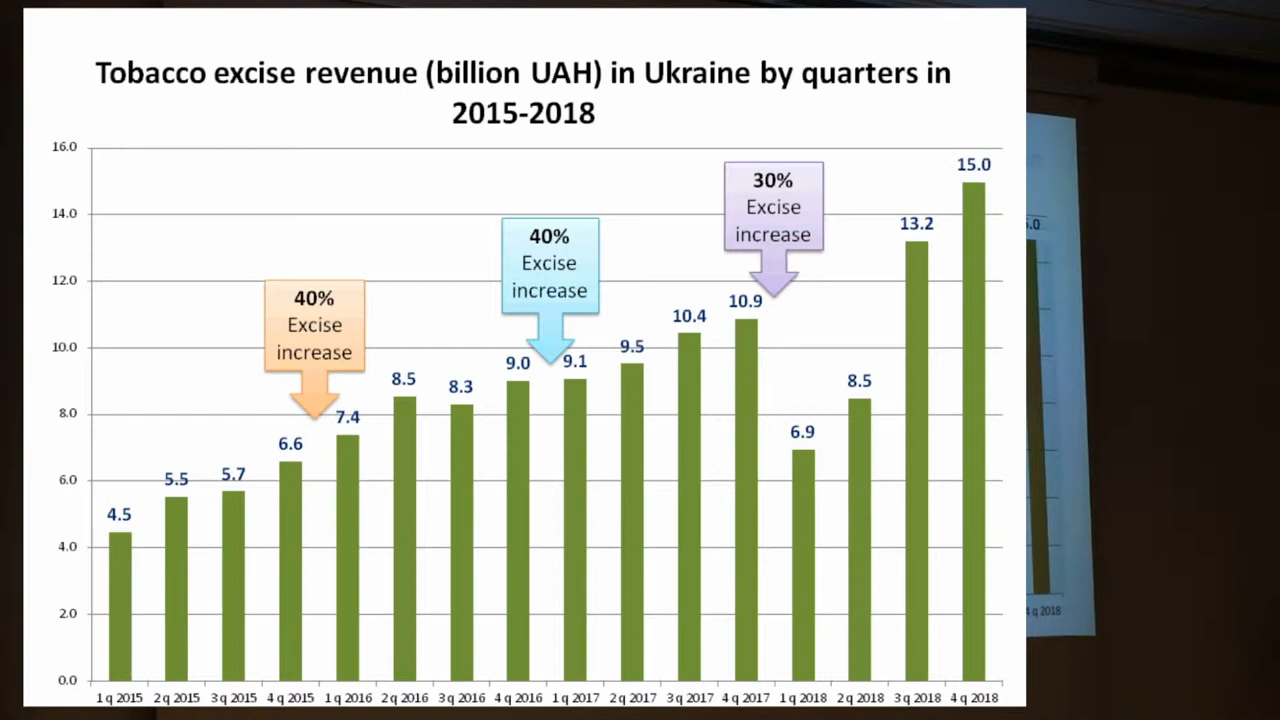 Tobacco excise revenue (billion UAH) in Ukraine by quarters in
2015-2018
16.0
14.0
12.0
10.0
8.0
6.0
4.0
2.0
0.0
4.5
5.5
5.7
6.6
7.4
8.5
8.3
9.0
9.1
9.5
10.4
10.9
6.9
8.5
13.2
15.0
40%
Excise
increase
40%
Excise
increase
30%
Excise
increase
1 q 2015
2 q 2015
3 q 2015
4 q 2015
1 q 2016
2 q 2016
3 q 2016
4 q 2016
1 q 2017
2 q 2017
3 q 2017
4 q 2017
1 q 2018
2 q 2018
3 q 2018
4 q 2018
5.0
4 q 2018